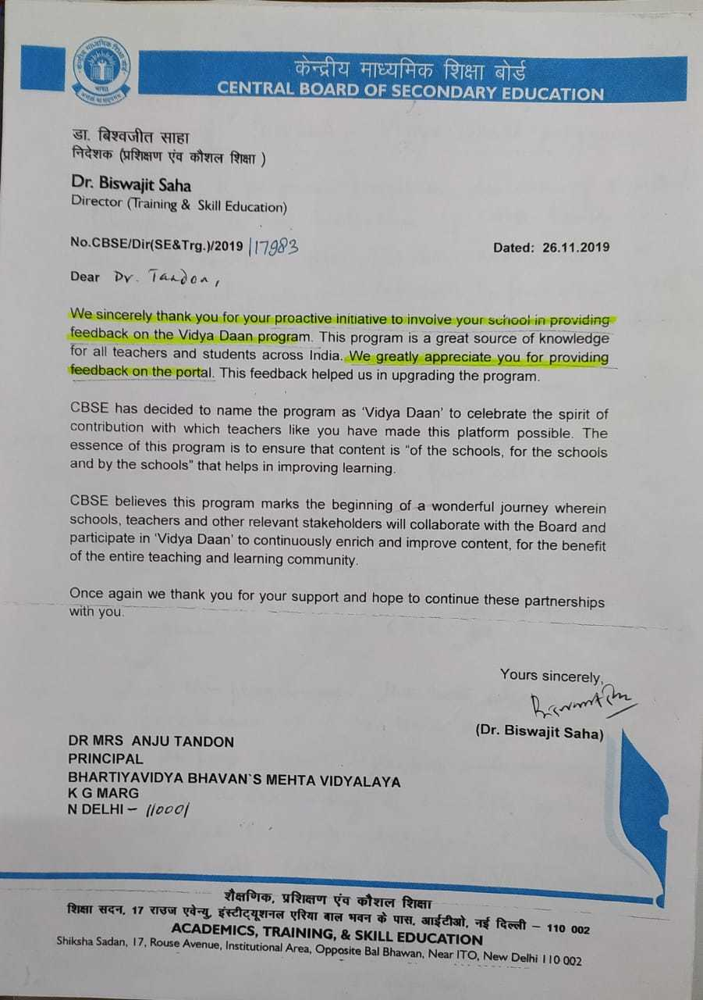 केन्द्रीय माध्यमिक शिक्षा बोर्ड
CENTRAL BOARD OF SECONDARY EDUCATION
डा. बिश्वजीत साहा
निदेशक (प्रशिक्षण एंव कौशल शिक्षा )
Dr. Biswajit Saha
Director (Training & Skill Education)
No.CBSE/Dir(SE&Trg.)/2019 /17983
Dated: 26.11.2019
Dear Dr. Tandon,
We sincerely thank you for your proactive initiative to involve your school in providing
feedback on the Vidya Daan program. This program is a great source of knowledge
for all teachers and students across India. We greatly appreciate you for providing
feedback on the portal. This feedback helped us in upgrading the program.
CBSE has decided to name the program as ‘Vidya Daan’ to celebrate the spirit of
contribution with which teachers like you have made this platform possible. The
essence of this program is to ensure that content is “of the schools, for the schools
and by the schools” that helps in improving learning.
CBSE believes this program marks the beginning of a wonderful journey wherein
schools, teachers and other relevant stakeholders will collaborate with the Board and
participate in ‘Vidya Daan’ to continuously enrich and improve content, for the benefit
of the entire teaching and learning community.
Once again we thank you for your support and hope to continue these partnerships
with you.
Yours sincerely,
(Dr. Biswajit Saha)
DR MRS ANJU TANDON
PRINCIPAL
BHARTIYAVIDYA BHAVAN`S MEHTA VIDYALAYA
K G MARG
N DELHI – 110001
शैक्षणिक, प्रशिक्षण एंव कौशल शिक्षा
शिक्षा सदन, 17 राउज एवेन्यु, इंस्टीट्यूशनल एरिया बाल भवन के पास, आईटीओ, नई दिल्ली – 110 002
ACADEMICS, TRAINING, & SKILL EDUCATION
Shiksha Sadan, 17, Rouse Avenue, Institutional Area, Opposite Bal Bhawan, Near ITO, New Delhi 110 002